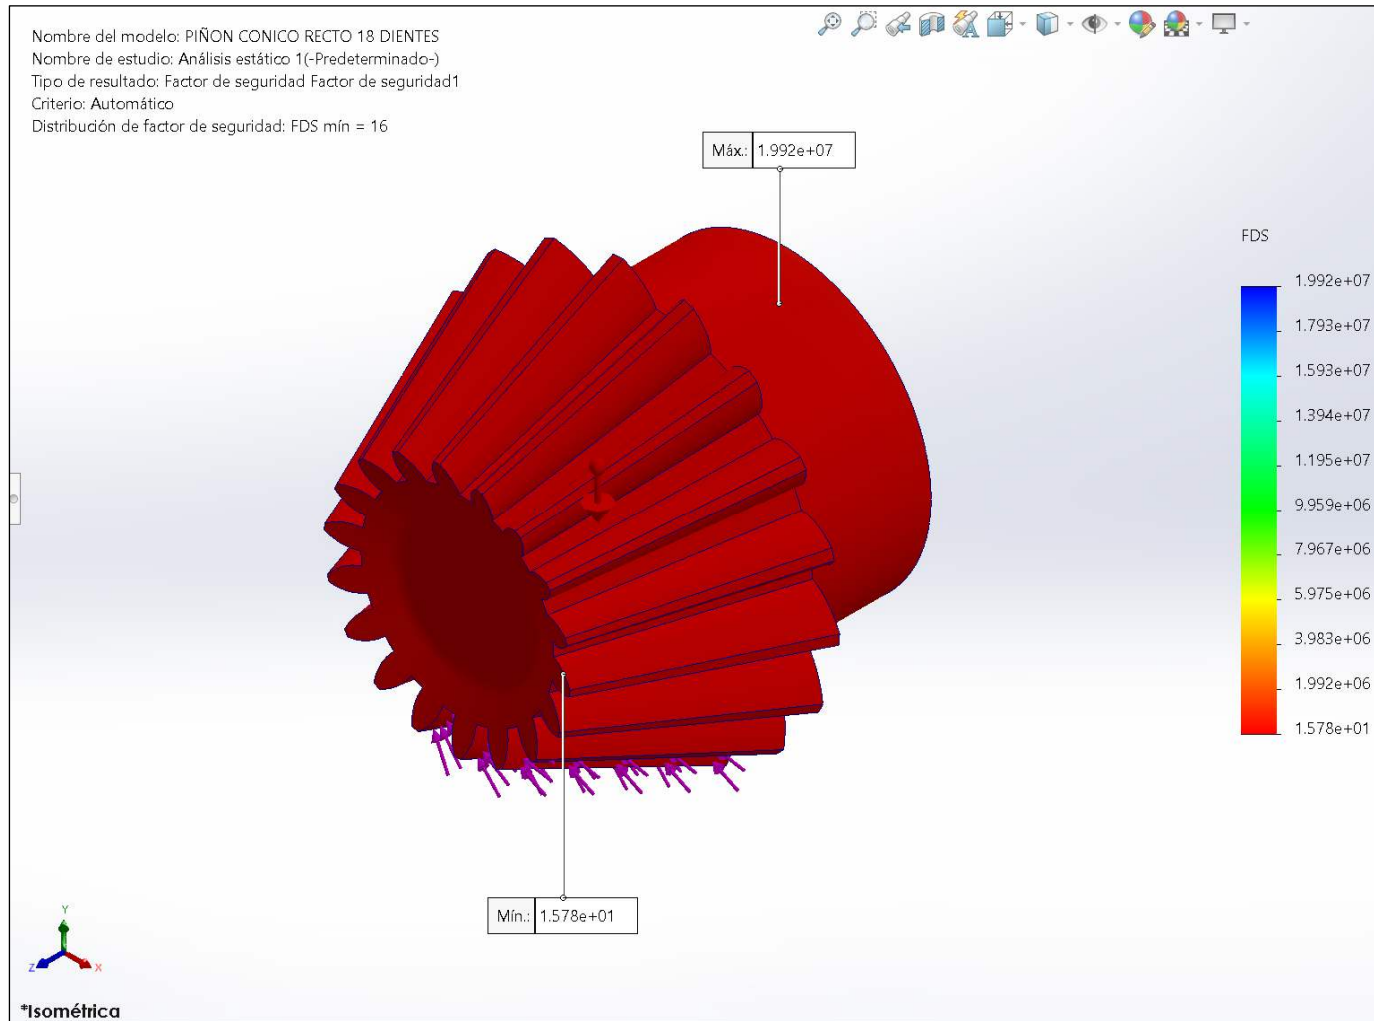 Nombre del modelo: PIÑON CONICO RECTO 18 DIENTES
Nombre de estudio: Análisis estático 1(-Predeterminado-)
Tipo de resultado: Factor de seguridad Factor de seguridad1
Criterio: Automático
Distribución de factor de seguridad: FDS mín = 16
Máx.: 1.992e+07
FDS
1.992e+07
1.793e+07
1.593e+07
1.394e+07
1.195e+07
9.959e+06
7.967e+06
5.975e+06
3.983e+06
1.992e+06
1.578e+01
Mín.: 1.578e+01
Y
Z
X
*Isométrica